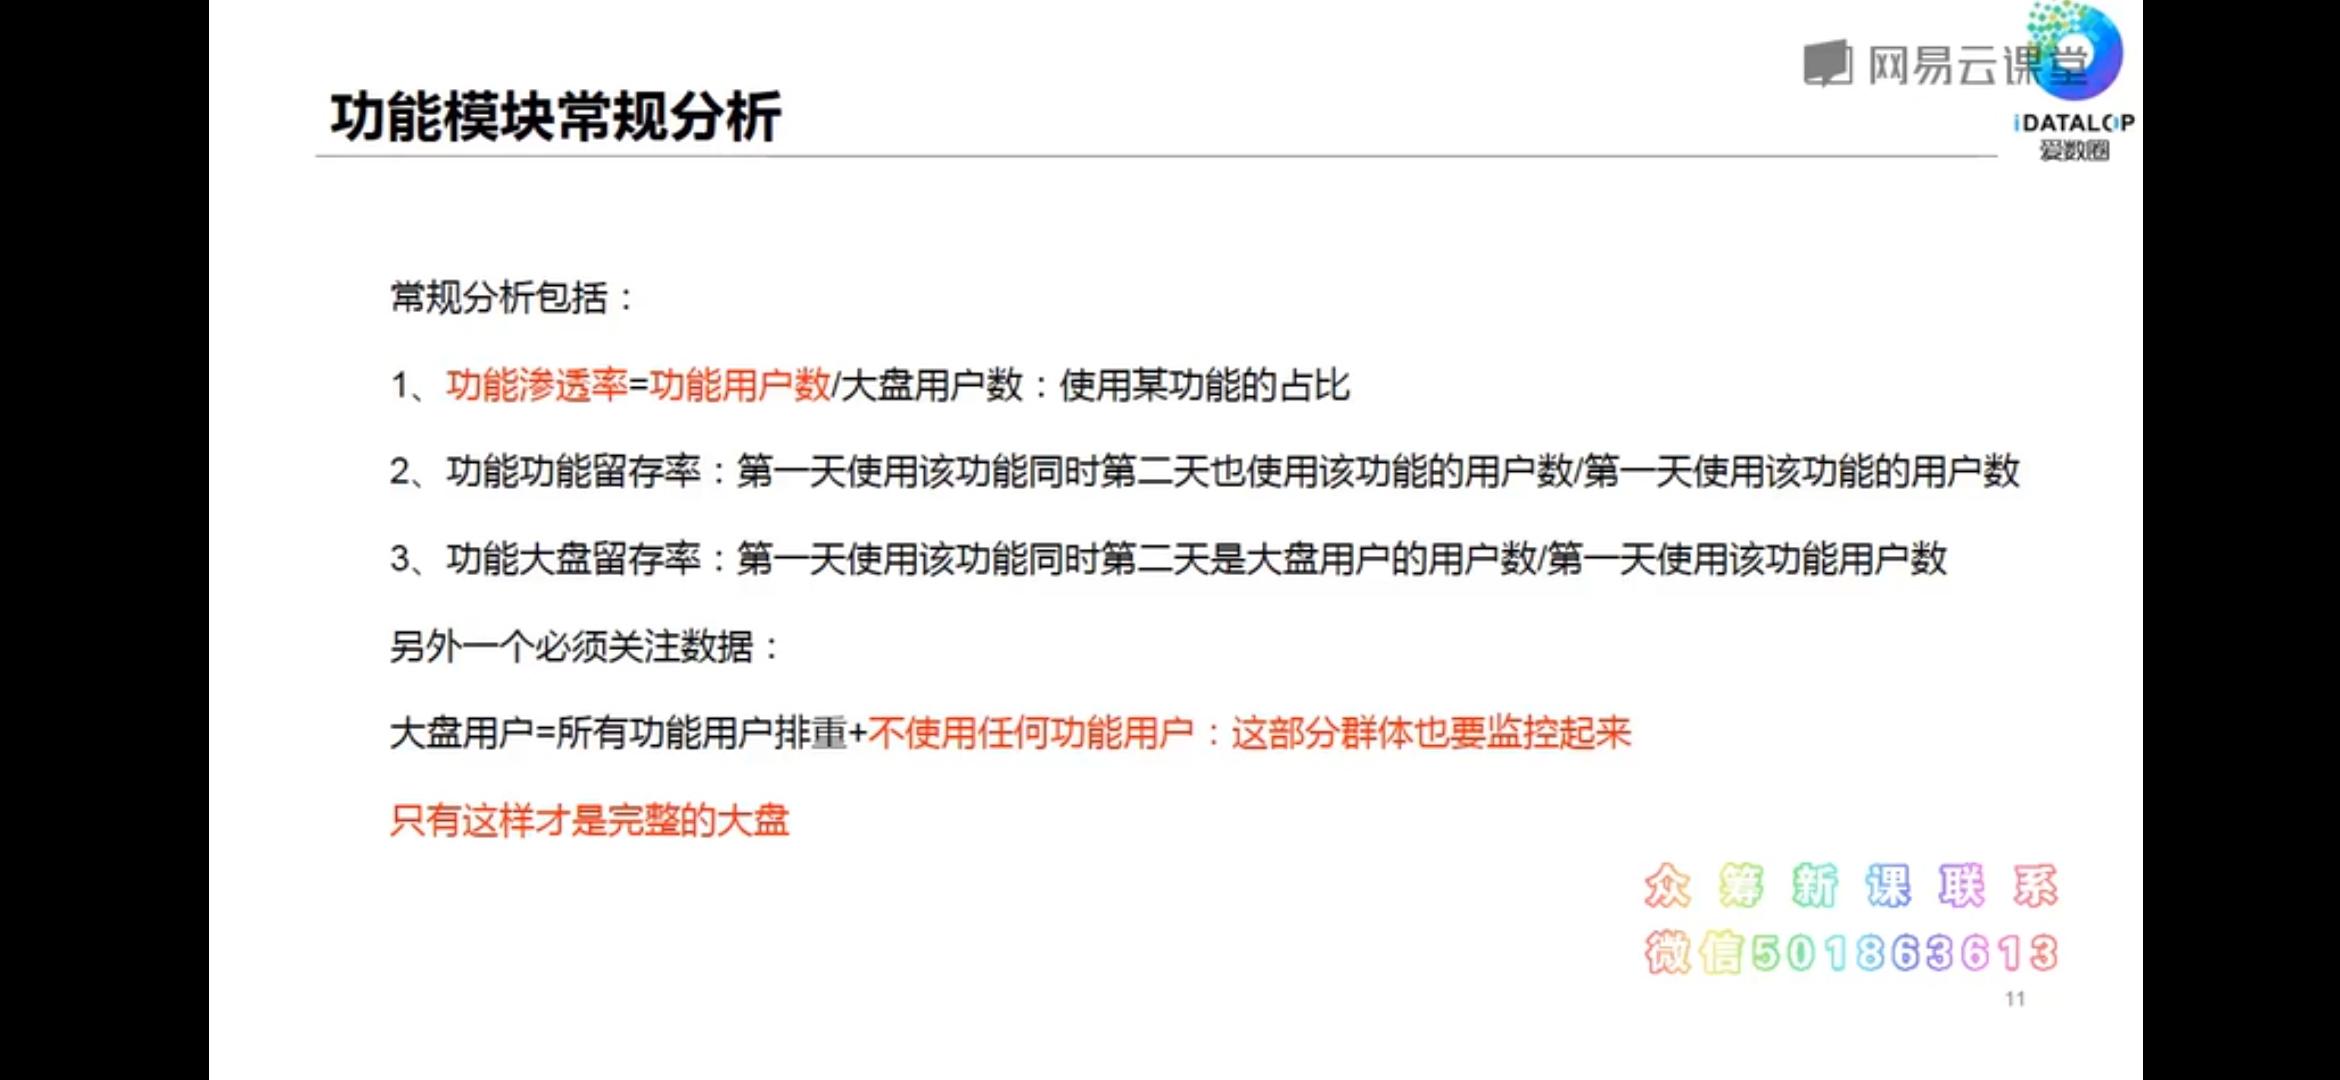 网易云课堂
iDATALOP
爱数圈
功能模块常规分析
常规分析包括：
1、功能渗透率=功能用户数/大盘用户数：使用某功能的占比
2、功能功能留存率：第一天使用该功能同时第二天也使用该功能的用户数/第一天使用该功能的用户数
3、功能大盘留存率：第一天使用该功能同时第二天是大盘用户的用户数/第一天使用该功能用户数
另外一个必须关注数据：
大盘用户=所有功能用户排重+不使用任何功能用户：这部分群体也要监控起来
只有这样才是完整的大盘
众筹新课联系
微信501863613
11